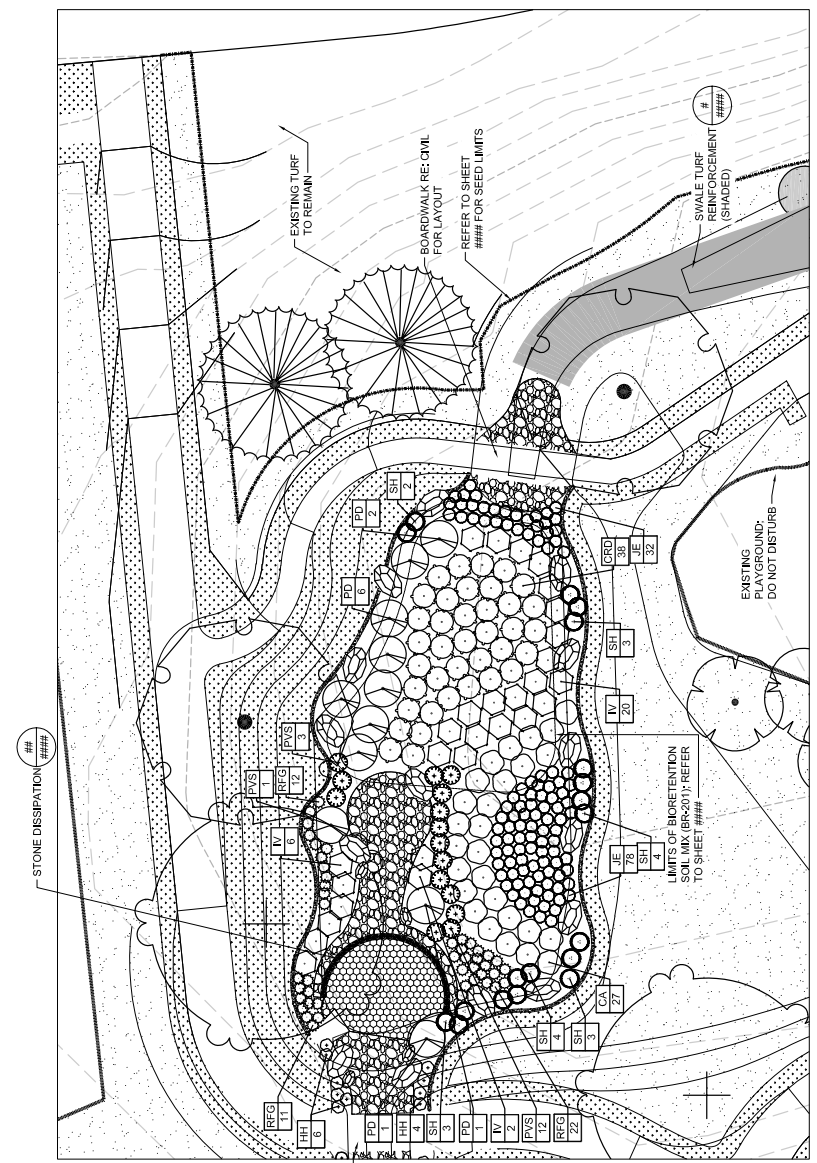 EXISTING TURF
TO REMAIN
BOARDWALK RE: CIVIL
FOR LAYOUT
REFER TO SHEET
#### FOR SEED LIMITS
#
####
SWALE TURF
REINFORCEMENT
(SHADED)
SH
2
PD
2
PD
6
CRD
38
JE
32
EXISTING
PLAYGROUND:
DO NOT DISTURB
SH
3
IV
20
##
####
STONE DISSIPATION
PVS
3
PVS
1
RFG
12
IV
6
LIMITS OF BIORETENTION
SOIL MIX (BR-201); REFER
TO SHEET ####
JE
78
SH
4
CA
27
SH
4
SH
3
RFG
11
HH
6
PD
1
HH
4
SH
3
PD
1
IV
2
PVS
12
RFG
22